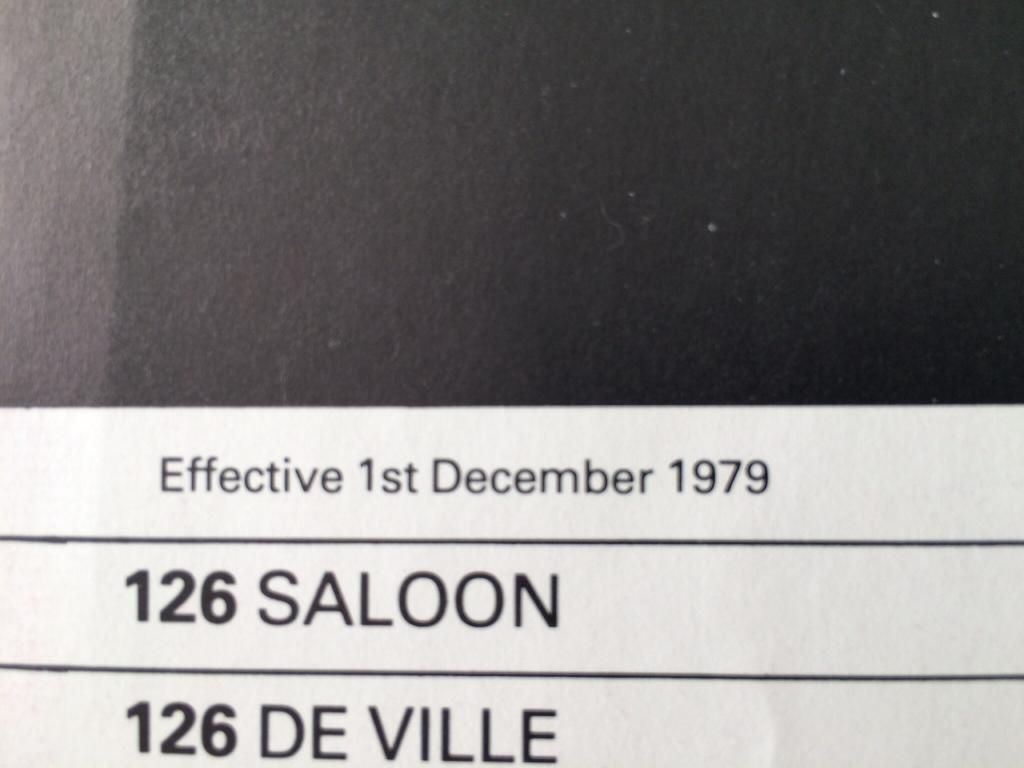 Effective 1st December 1979
126 SALOON
126 DE VILLE